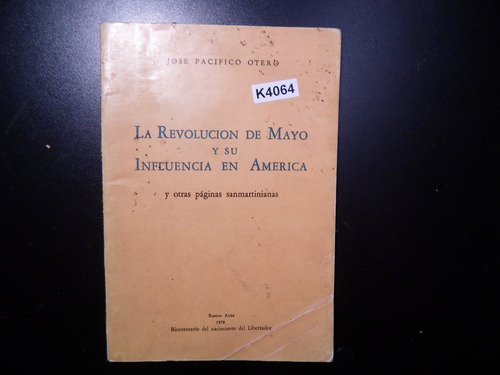 JOSE PACIFICO OTERO
K4064
LA REVOLUCION DE MAYO
Y SU
INFLUENCIA EN AMERICA
y otras páginas sanmartinianas
Buenos Aires
1978
Bicentenario del nacimiento del Libertador